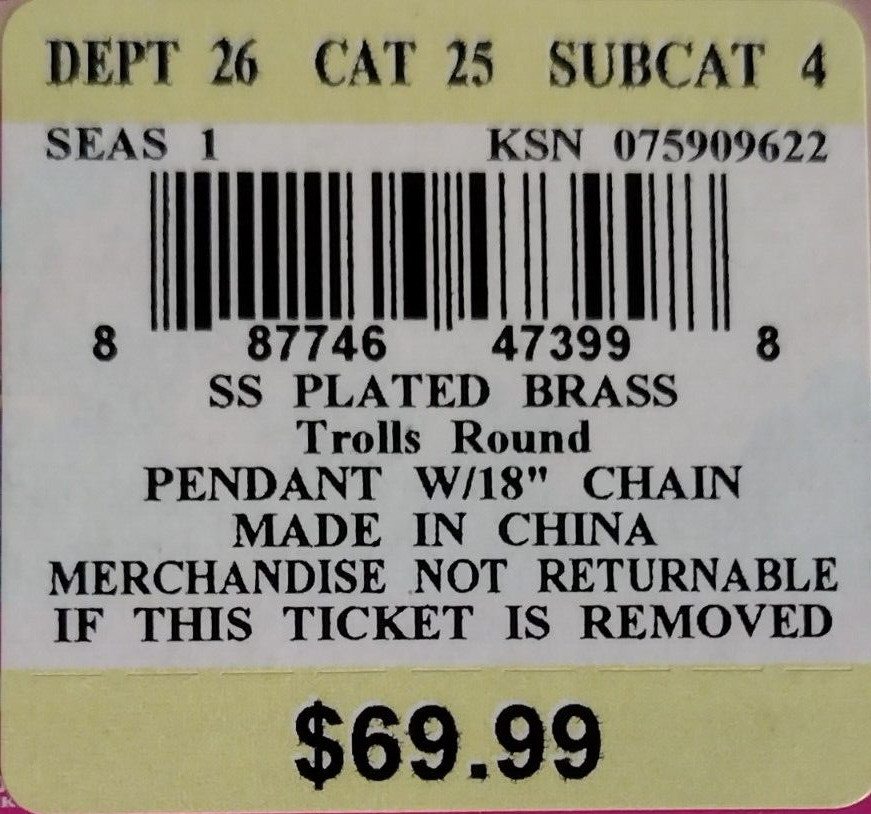 DEPT 26 CAT 25 SUBCAT 4
SEAS 1 KSN 075909622
8 87746 47399 8
SS PLATED BRASS
Trolls Round
PENDANT W/18" CHAIN
MADE IN CHINA
MERCHANDISE NOT RETURNABLE
IF THIS TICKET IS REMOVED
$69.99